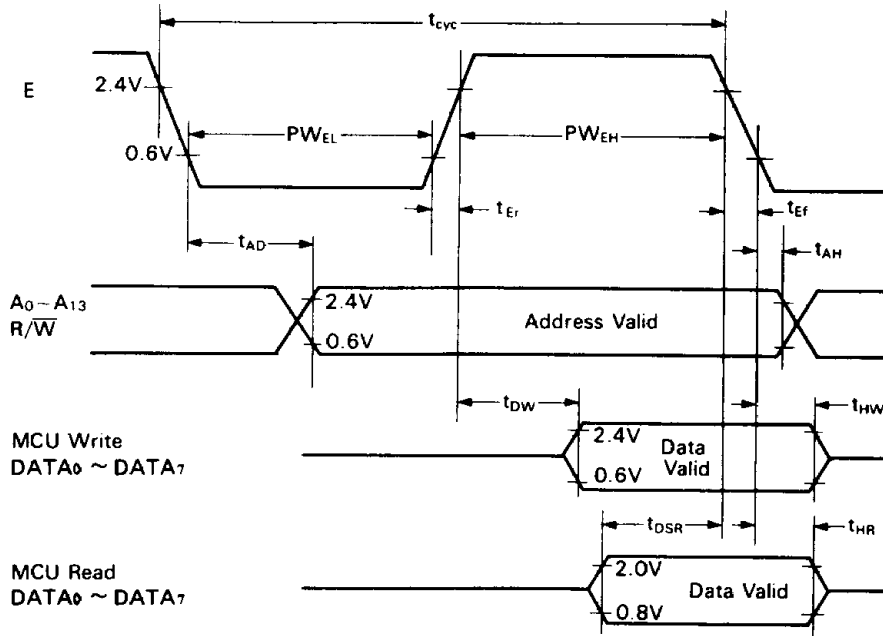 tcyc
E
2.4V
PWEL
PWEH
0.6V
tEr
tEf
tAD
tAH
A0~A13
R/W̅
2.4V
Address Valid
0.6V
tDW
tHW
MCU Write
DATA0 ~ DATA7
2.4V
Data
Valid
0.6V
tDSR
tHR
MCU Read
DATA0 ~ DATA7
2.0V
Data Valid
0.8V